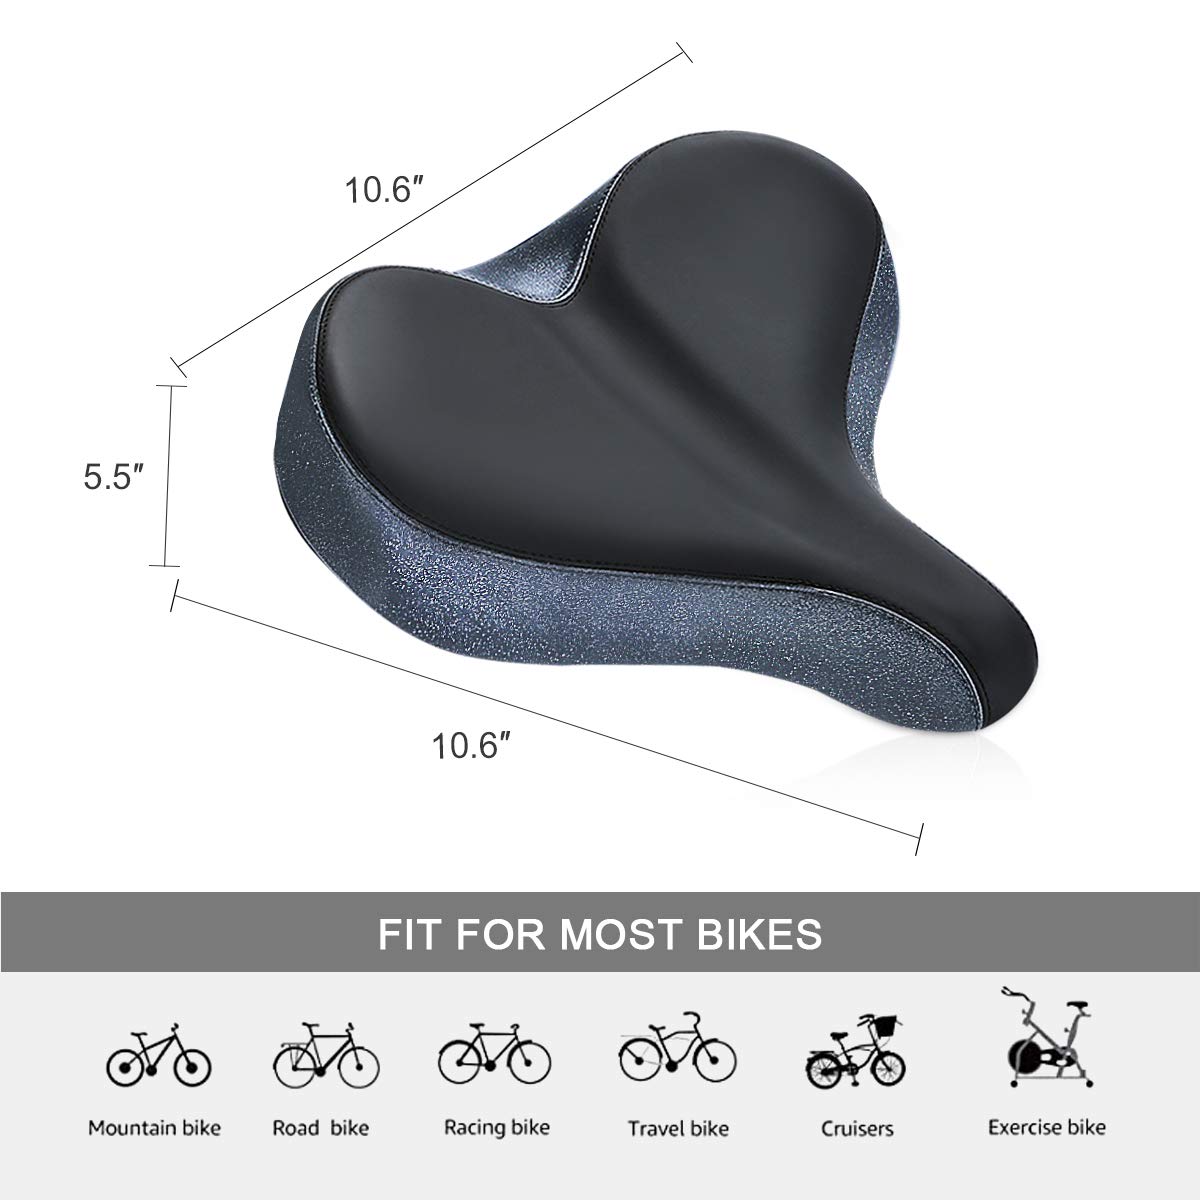 10.6"
5.5"
10.6"
FIT FOR MOST BIKES
Mountain bike
Road bike
Racing bike
Travel bike
Cruisers
Exercise bike